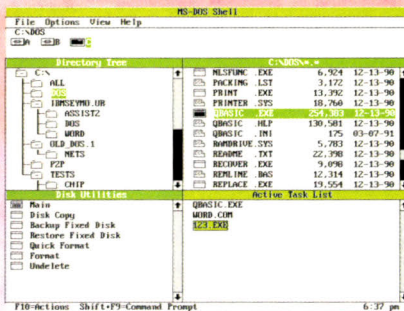 MS-DOS Shell
File Options View Help
C:\DOS
A B C
Directory Tree
C:\
ALL
DOS
IBMSEYMO.UR
ASSIST2
DOS
WORD
OLD_DOS.1
NETS
P2P
TESTS
CHIP
C:\DOS\*.*
NLSFUNC .EXE 6,924 12-13-90
PACKING .LST 3,172 12-13-90
PRINT .EXE 13,392 12-13-90
PRINTER .SYS 18,760 12-13-90
QBASIC .EXE 254,303 12-13-90
QBASIC .HLP 130,581 12-13-90
QBASIC .INI 175 03-07-91
RAMDRIVE.SYS 5,783 12-13-90
README .TXT 22,398 12-13-90
RECOVER .EXE 9,098 12-13-90
REMLINE .BAS 12,314 12-13-90
REPLACE .EXE 19,554 12-13-90
Disk Utilities
Main
Disk Copy
Backup Fixed Disk
Restore Fixed Disk
Quick Format
Format
Undelete
Active Task List
QBASIC.EXE
WORD.COM
123.EXE
F10=Actions Shift+F9=Command Prompt 6:37 pm